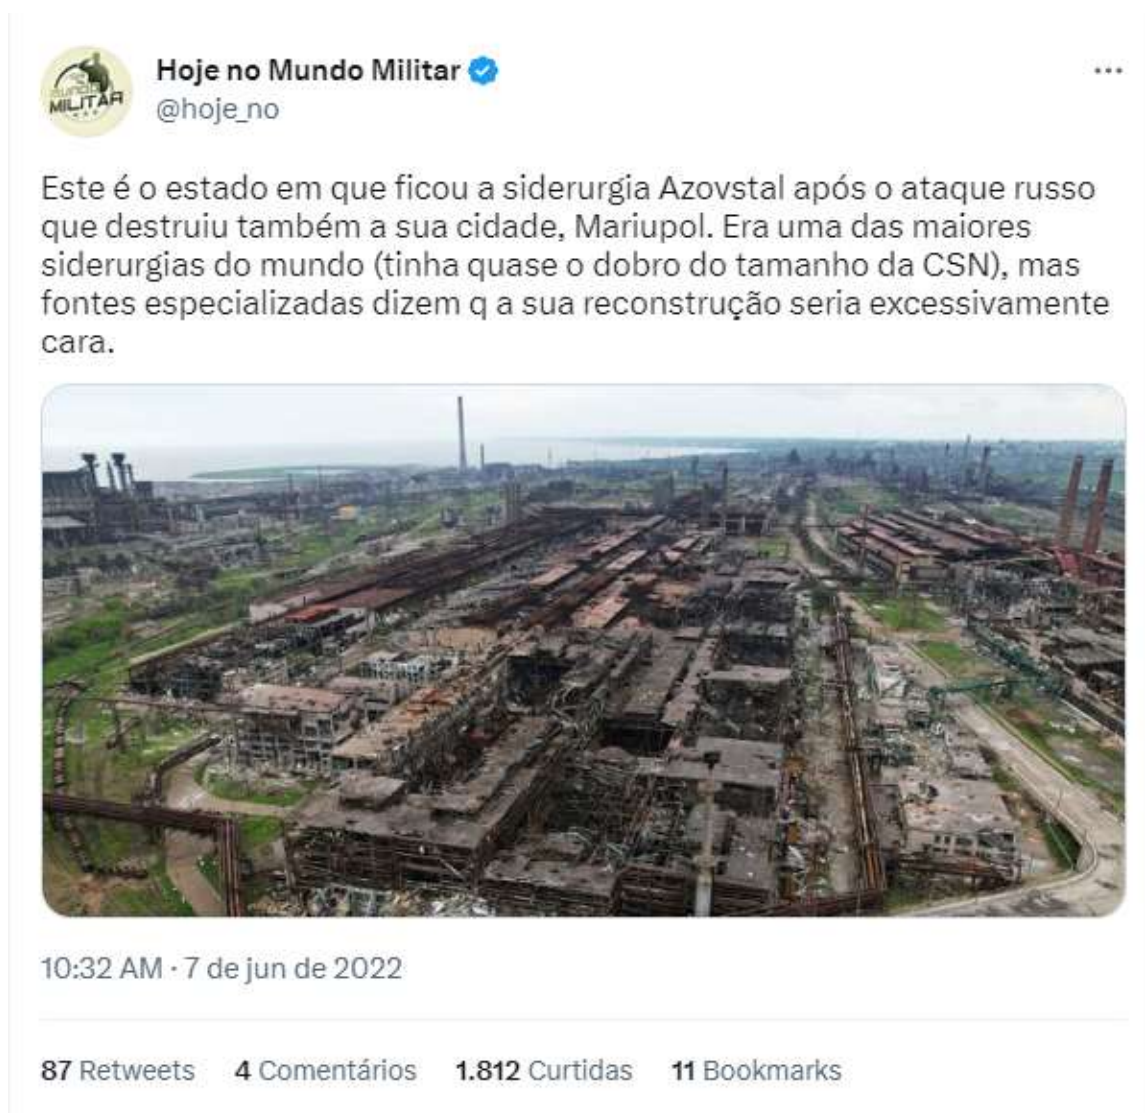 Hoje no Mundo Militar
@hoje_no
MILITAR
Este é o estado em que ficou a siderurgia Azovstal após o ataque russo
que destruiu também a sua cidade, Mariupol. Era uma das maiores
siderurgias do mundo (tinha quase o dobro do tamanho da CSN), mas
fontes especializadas dizem q a sua reconstrução seria excessivamente
cara.
10:32 AM · 7 de jun de 2022
87 Retweets 4 Comentários 1.812 Curtidas 11 Bookmarks